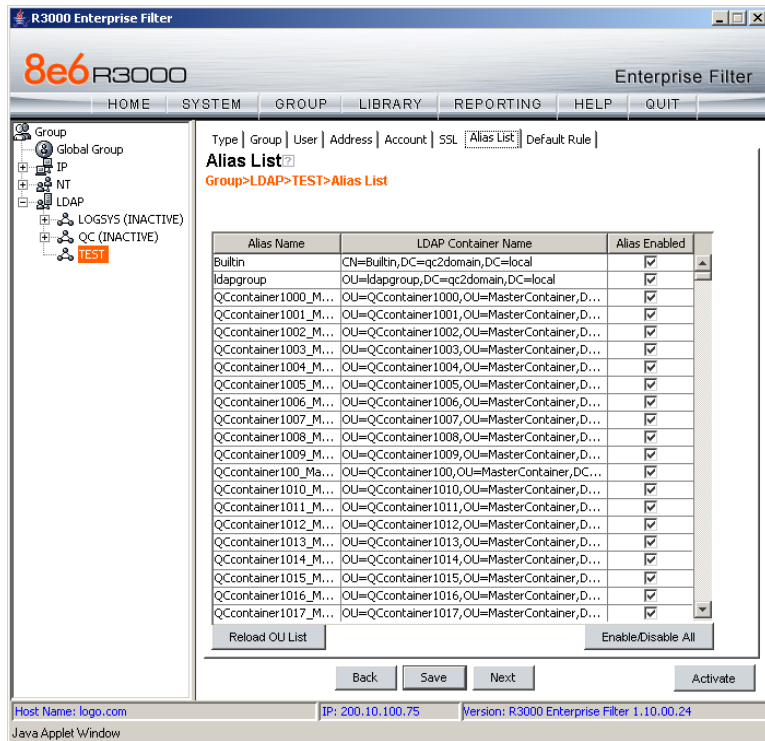 R3000 Enterprise Filter
8e6 R3000
Enterprise Filter
HOME SYSTEM GROUP LIBRARY REPORTING HELP QUIT
Group
Global Group
IP
NT
LDAP
LOGSYS (INACTIVE)
QC (INACTIVE)
TEST
Type | Group | User | Address | Account | SSL | Alias List | Default Rule |
Alias List?
Group>LDAP>TEST>Alias List
Alias Name LDAP Container Name Alias Enabled
Builtin CN=Builtin,DC=qc2domain,DC=local
ldapgroup OU=ldapgroup,DC=qc2domain,DC=local
QCcontainer1000_M... OU=QCcontainer1000,OU=MasterContainer,D...
QCcontainer1001_M... OU=QCcontainer1001,OU=MasterContainer,D...
QCcontainer1002_M... OU=QCcontainer1002,OU=MasterContainer,D...
QCcontainer1003_M... OU=QCcontainer1003,OU=MasterContainer,D...
QCcontainer1004_M... OU=QCcontainer1004,OU=MasterContainer,D...
QCcontainer1005_M... OU=QCcontainer1005,OU=MasterContainer,D...
QCcontainer1006_M... OU=QCcontainer1006,OU=MasterContainer,D...
QCcontainer1007_M... OU=QCcontainer1007,OU=MasterContainer,D...
QCcontainer1008_M... OU=QCcontainer1008,OU=MasterContainer,D...
QCcontainer1009_M... OU=QCcontainer1009,OU=MasterContainer,D...
QCcontainer100_Ma... OU=QCcontainer100,OU=MasterContainer,DC...
QCcontainer1010_M... OU=QCcontainer1010,OU=MasterContainer,D...
QCcontainer1011_M... OU=QCcontainer1011,OU=MasterContainer,D...
QCcontainer1012_M... OU=QCcontainer1012,OU=MasterContainer,D...
QCcontainer1013_M... OU=QCcontainer1013,OU=MasterContainer,D...
QCcontainer1014_M... OU=QCcontainer1014,OU=MasterContainer,D...
QCcontainer1015_M... OU=QCcontainer1015,OU=MasterContainer,D...
QCcontainer1016_M... OU=QCcontainer1016,OU=MasterContainer,D...
QCcontainer1017_M... OU=QCcontainer1017,OU=MasterContainer,D...
Reload OU List Enable/Disable All
Back Save Next Activate
Host Name: logo.com IP: 200.10.100.75 Version: R3000 Enterprise Filter 1.10.00.24
Java Applet Window